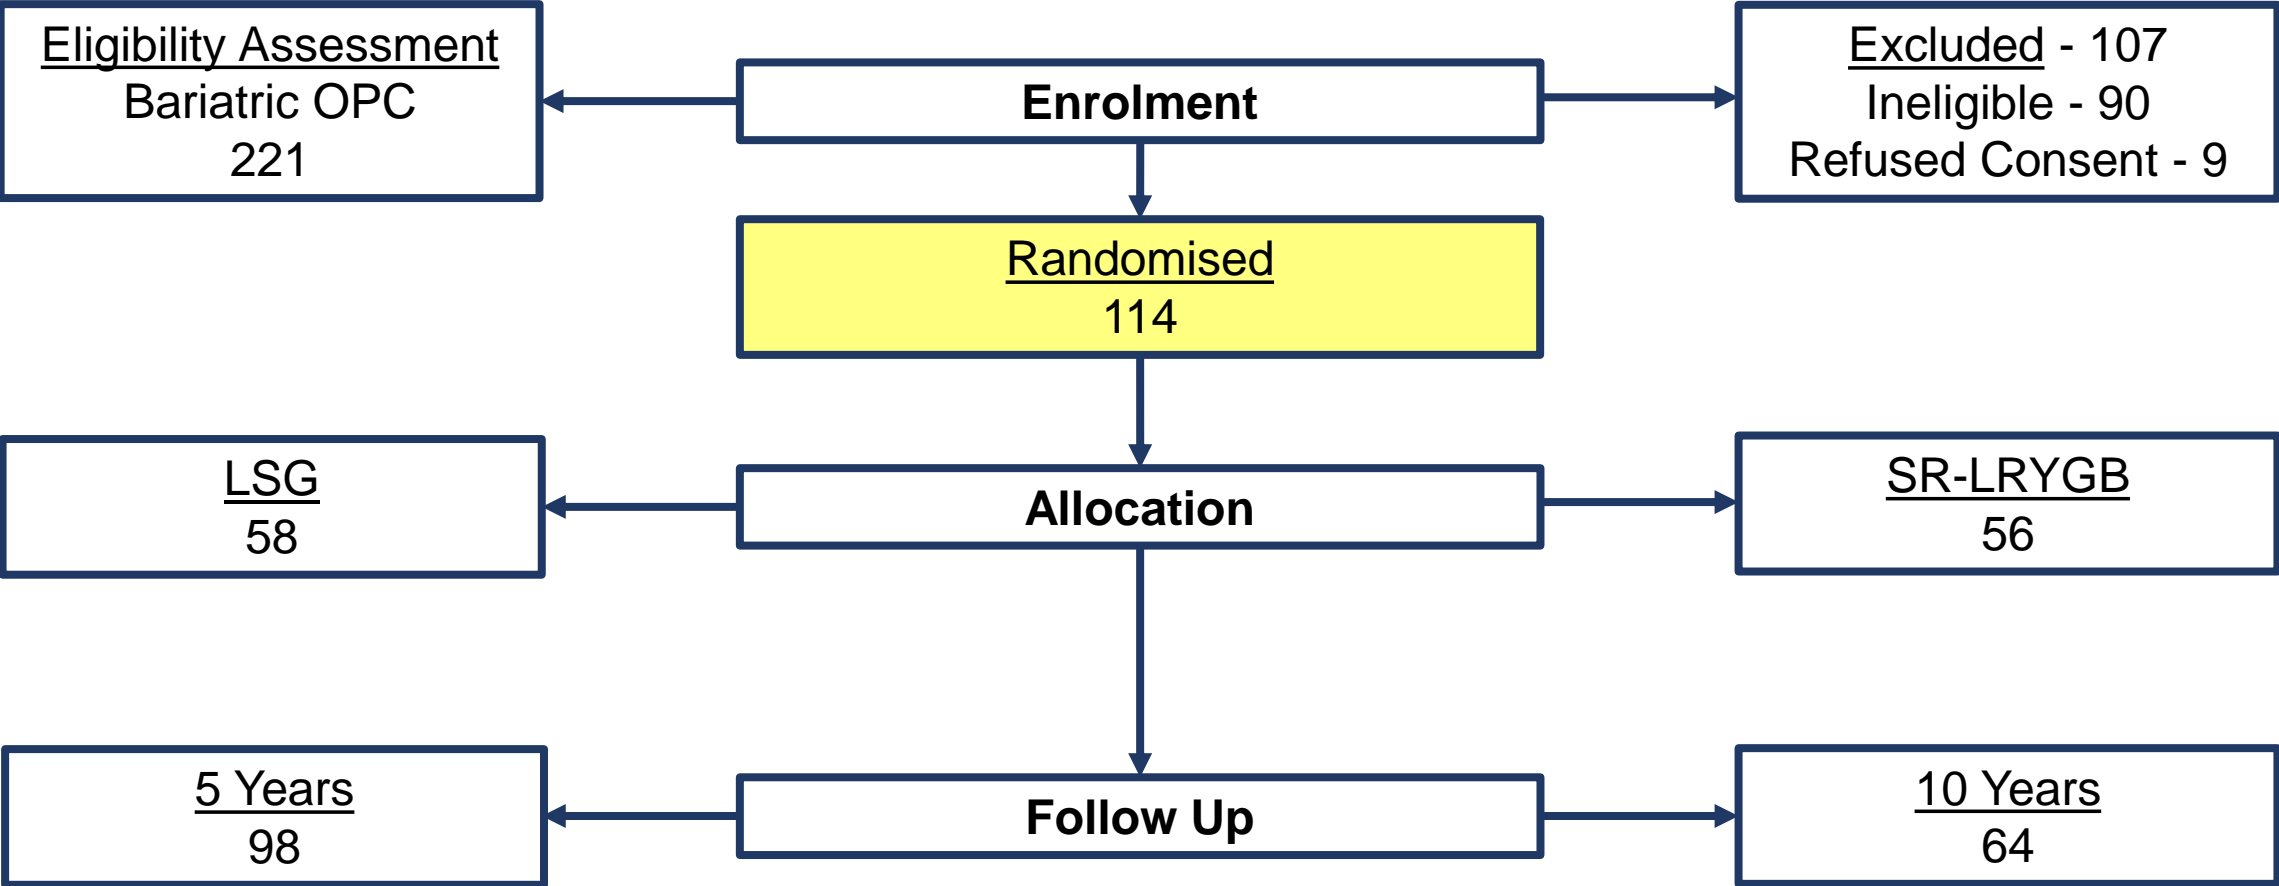 Eligibility Assessment
Bariatric OPC
221
Enrolment
Excluded - 107
Ineligible - 90
Refused Consent - 9
Randomised
114
LSG
58
Allocation
SR-LRYGB
56
5 Years
98
Follow Up
10 Years
64